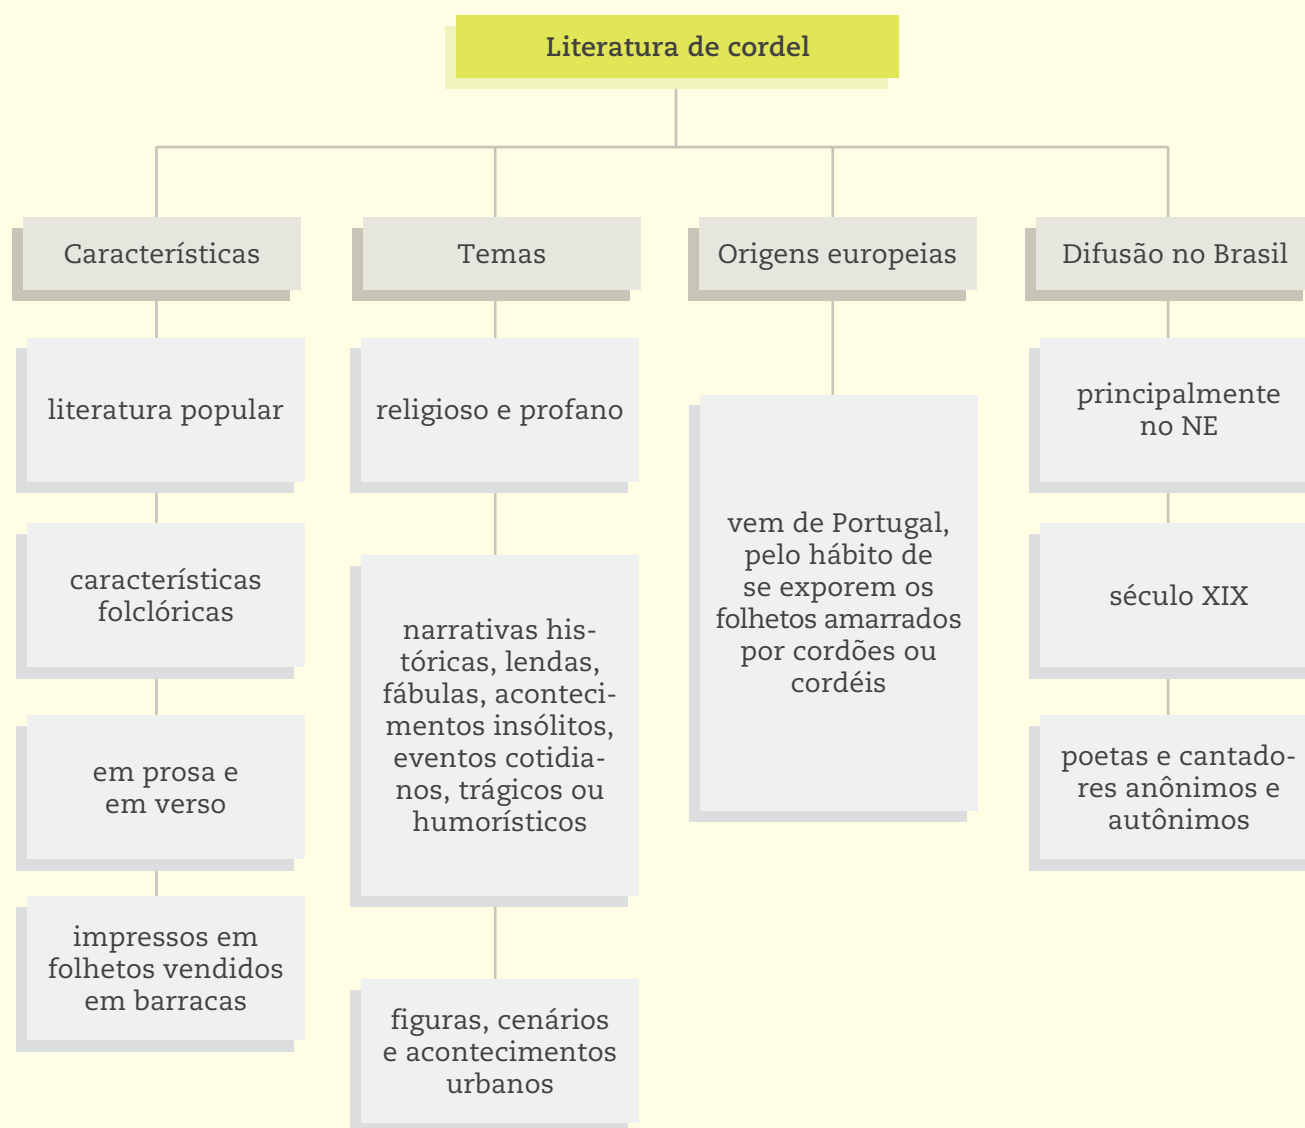 Literatura de cordel
Características
literatura popular
características
folclóricas
em prosa e
em verso
impressos em
folhetos vendidos
em barracas
Temas
religioso e profano
narrativas his-
tóricas, lendas,
fábulas, aconteci-
mentos insólitos,
eventos cotidia-
nos, trágicos ou
humorísticos
figuras, cenários
e acontecimentos
urbanos
Origens europeias
vem de Portugal,
pelo hábito de
se exporem os
folhetos amarrados
por cordões ou
cordéis
Difusão no Brasil
principalmente
no NE
século XIX
poetas e cantado-
res anônimos e
autônimos